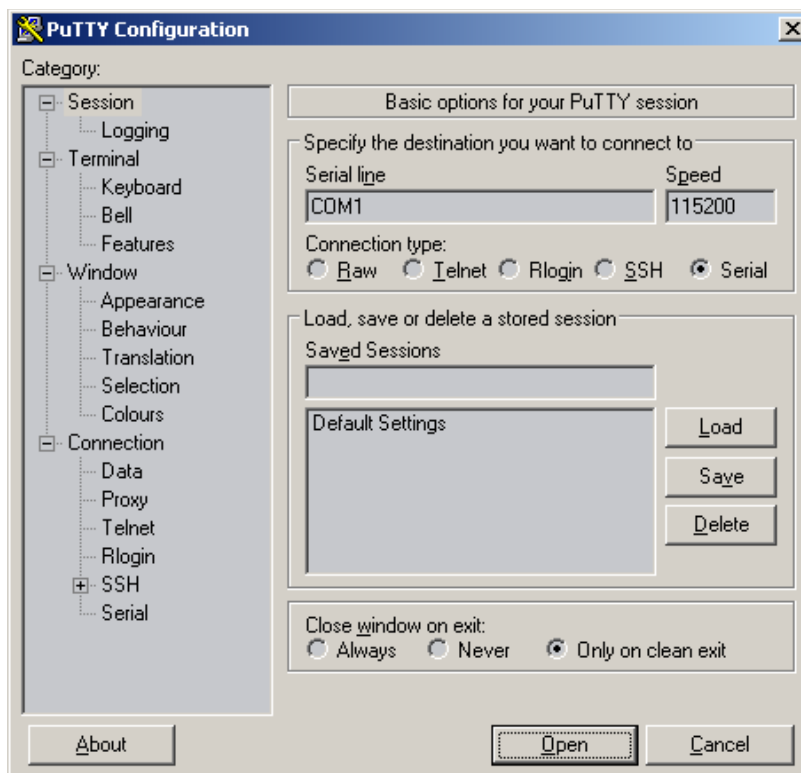 PuTTY Configuration
Category:
Session
Logging
Terminal
Keyboard
Bell
Features
Window
Appearance
Behaviour
Translation
Selection
Colours
Connection
Data
Proxy
Telnet
Rlogin
SSH
Serial
Basic options for your PuTTY session
Specify the destination you want to connect to
Serial line Speed
COM1 115200
Connection type:
Raw Telnet Rlogin SSH Serial
Load, save or delete a stored session
Saved Sessions
Default Settings
Load
Save
Delete
Close window on exit:
Always Never Only on clean exit
About Open Cancel